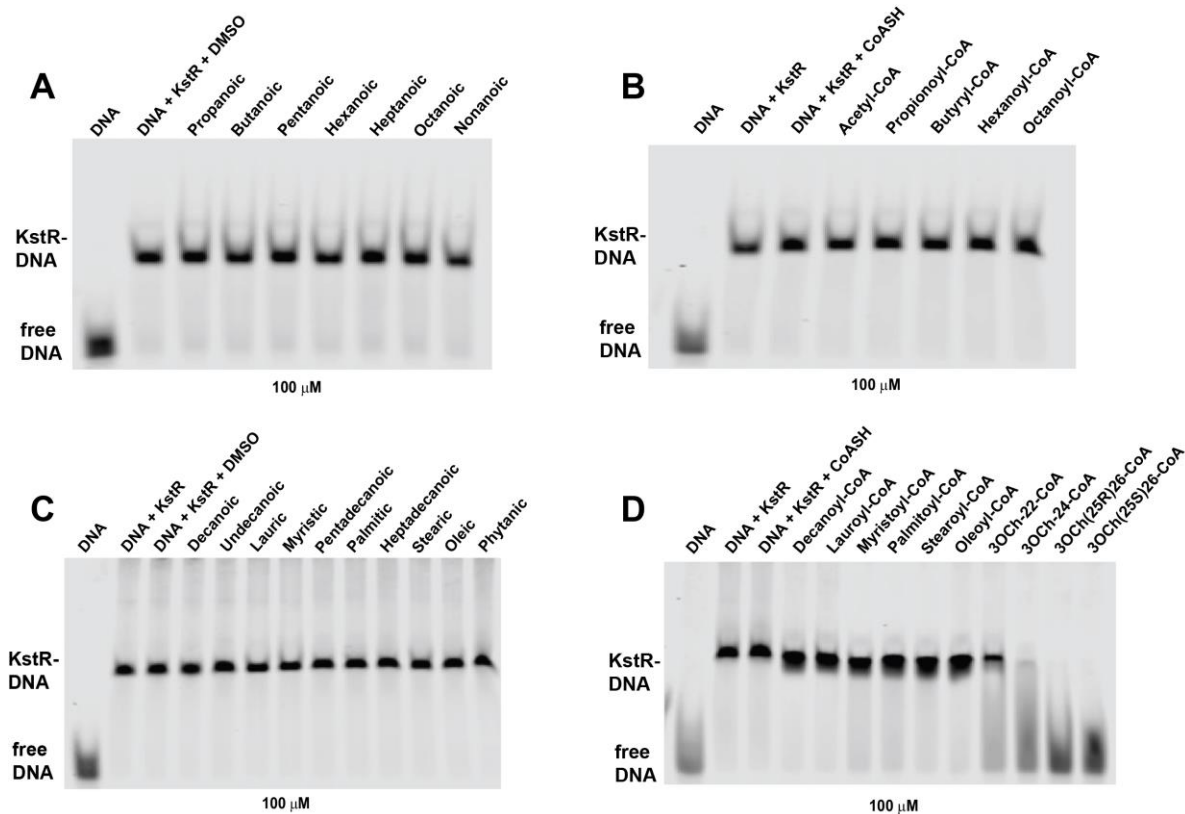 A
DNA
DNA + KstR + DMSO
Propanoic
Butanoic
Pentanoic
Hexanoic
Heptanoic
Octanoic
Nonanoic
KstR-
DNA
free
DNA
100 μM
B
DNA
DNA + KstR
DNA + KstR + CoASH
Acetyl-CoA
Propionoyl-CoA
Butyryl-CoA
Hexanoyl-CoA
Octanoyl-CoA
KstR-
DNA
free
DNA
100 μM
C
DNA
DNA + KstR
DNA + KstR + DMSO
Decanoic
Undecanoic
Lauric
Myristic
Pentadecanoic
Palmitic
Heptadecanoic
Stearic
Oleic
Phytanic
KstR-
DNA
free
DNA
100 μM
D
DNA
DNA + KstR
DNA + KstR + CoASH
Decanoyl-CoA
Lauroyl-CoA
Myristoyl-CoA
Palmitoyl-CoA
Stearoyl-CoA
Oleoyl-CoA
3OCh-22-CoA
3OCh-24-CoA
3OCh(25R)26-CoA
3OCh(25S)26-CoA
KstR-
DNA
free
DNA
100 μM